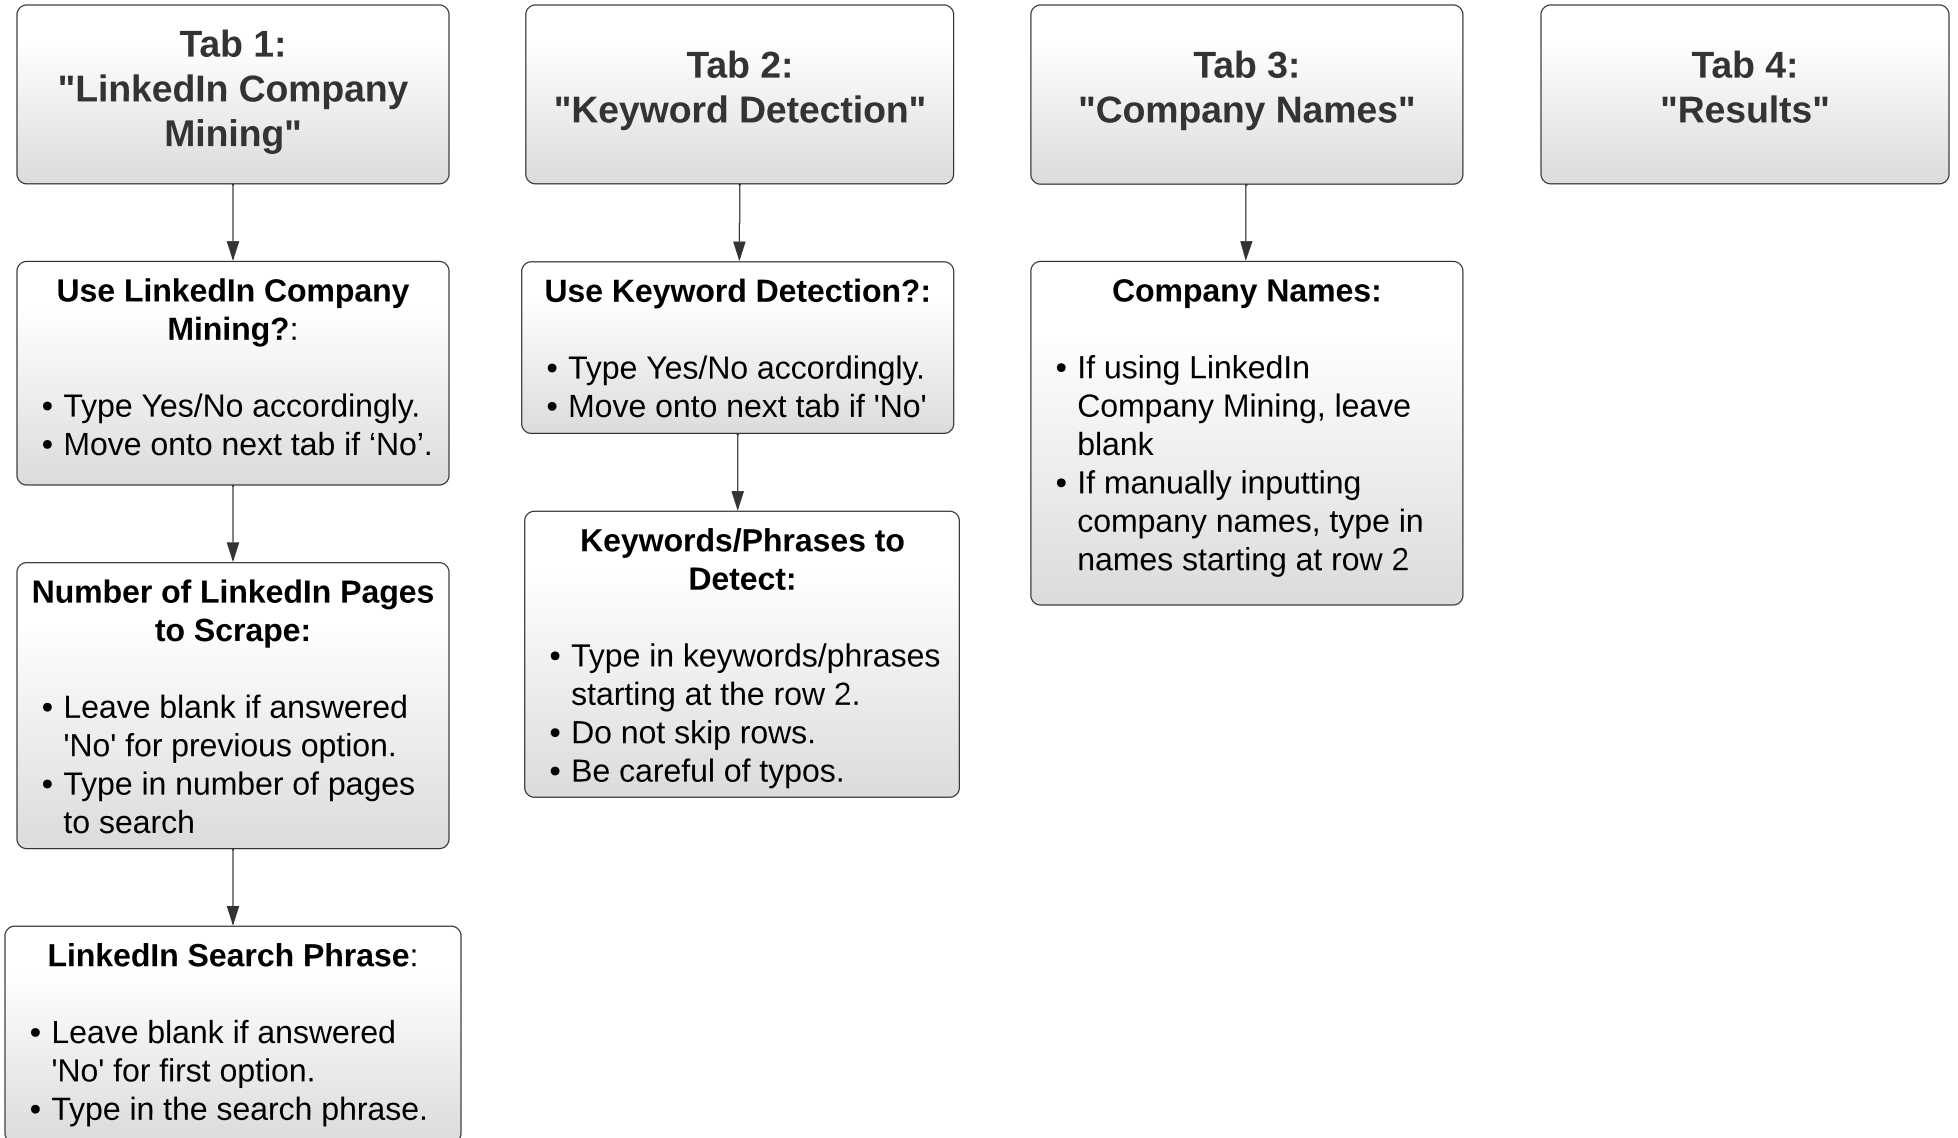 Tab 1:
"LinkedIn Company
Mining"
Use LinkedIn Company
Mining?:
• Type Yes/No accordingly.
• Move onto next tab if ‘No’.
Number of LinkedIn Pages
to Scrape:
• Leave blank if answered
'No' for previous option.
• Type in number of pages
to search
LinkedIn Search Phrase:
• Leave blank if answered
'No' for first option.
• Type in the search phrase.
Tab 2:
"Keyword Detection"
Use Keyword Detection?:
• Type Yes/No accordingly.
• Move onto next tab if 'No'
Keywords/Phrases to
Detect:
• Type in keywords/phrases
starting at the row 2.
• Do not skip rows.
• Be careful of typos.
Tab 3:
"Company Names"
Company Names:
• If using LinkedIn
Company Mining, leave
blank
• If manually inputting
company names, type in
names starting at row 2
Tab 4:
"Results"